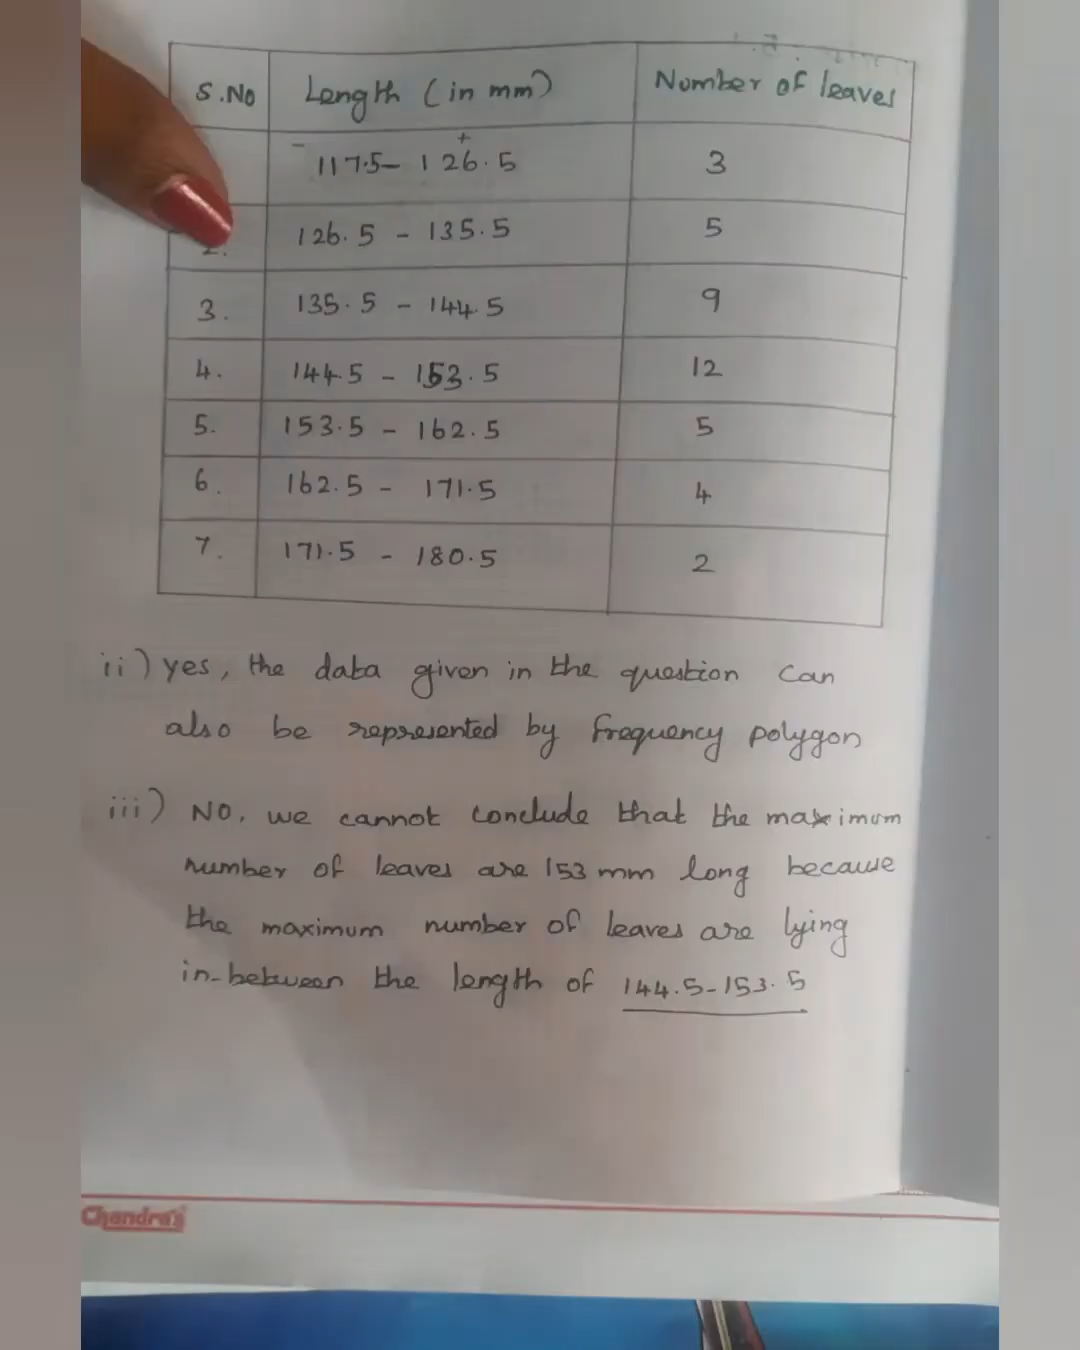 S.No Length (in mm) Number of leaves
- +
117.5- 126.5 3
2. 126.5 - 135.5 5
3. 135.5 - 144.5 9
4. 144.5 - 153.5 12
5. 153.5 - 162.5 5
6. 162.5 - 171.5 4
7. 171.5 - 180.5 2
ii) yes, the data given in the question can
also be represented by frequency polygon
iii) NO, we cannot conclude that the maximum
number of leaves are 153 mm long because
the maximum number of leaves are lying
in-between the length of 144.5-153.5
Chandra's